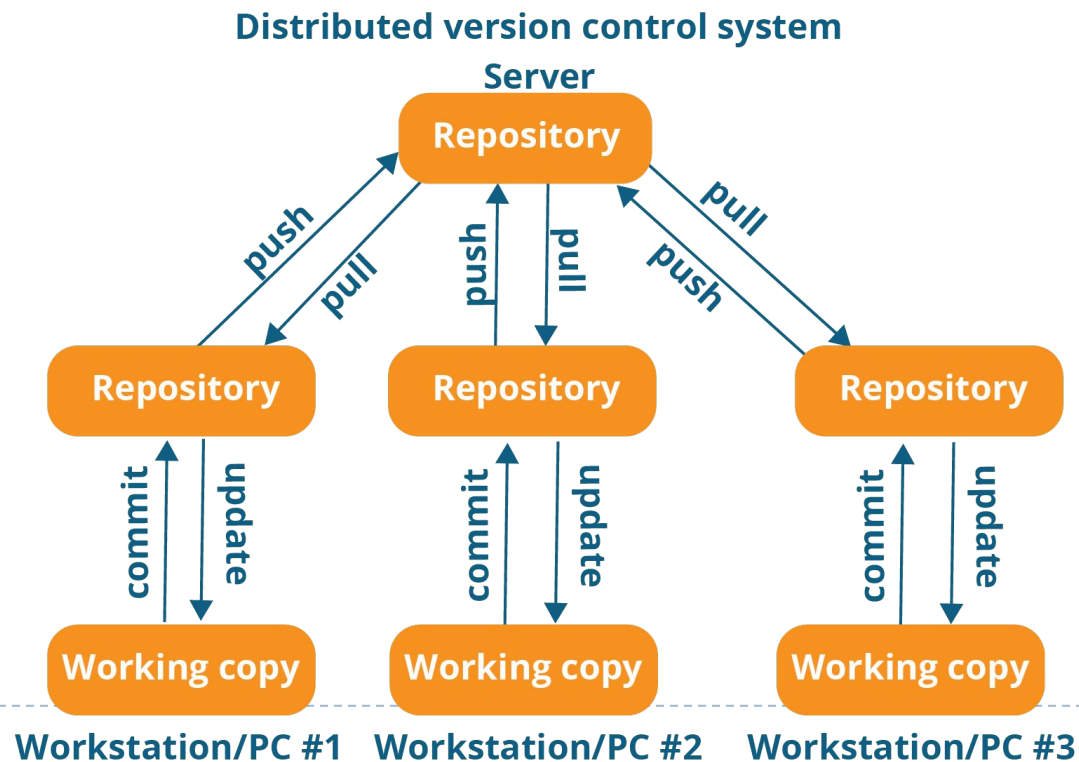 Distributed version control system
Server
Repository
push
pull
push
pull
push
pull
Repository
Repository
Repository
commit
update
commit
update
commit
update
Working copy
Working copy
Working copy
Workstation/PC #1
Workstation/PC #2
Workstation/PC #3